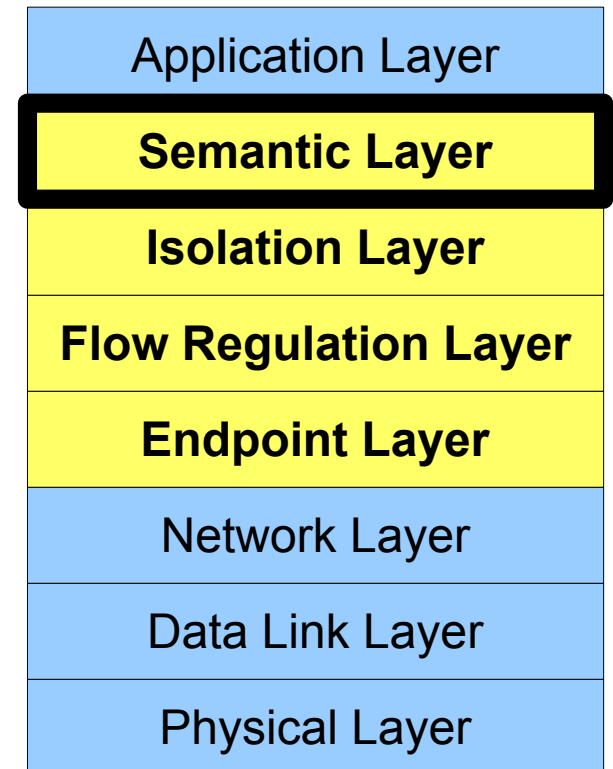 Application Layer
Semantic Layer
Isolation Layer
Flow Regulation Layer
Endpoint Layer
Network Layer
Data Link Layer
Physical Layer